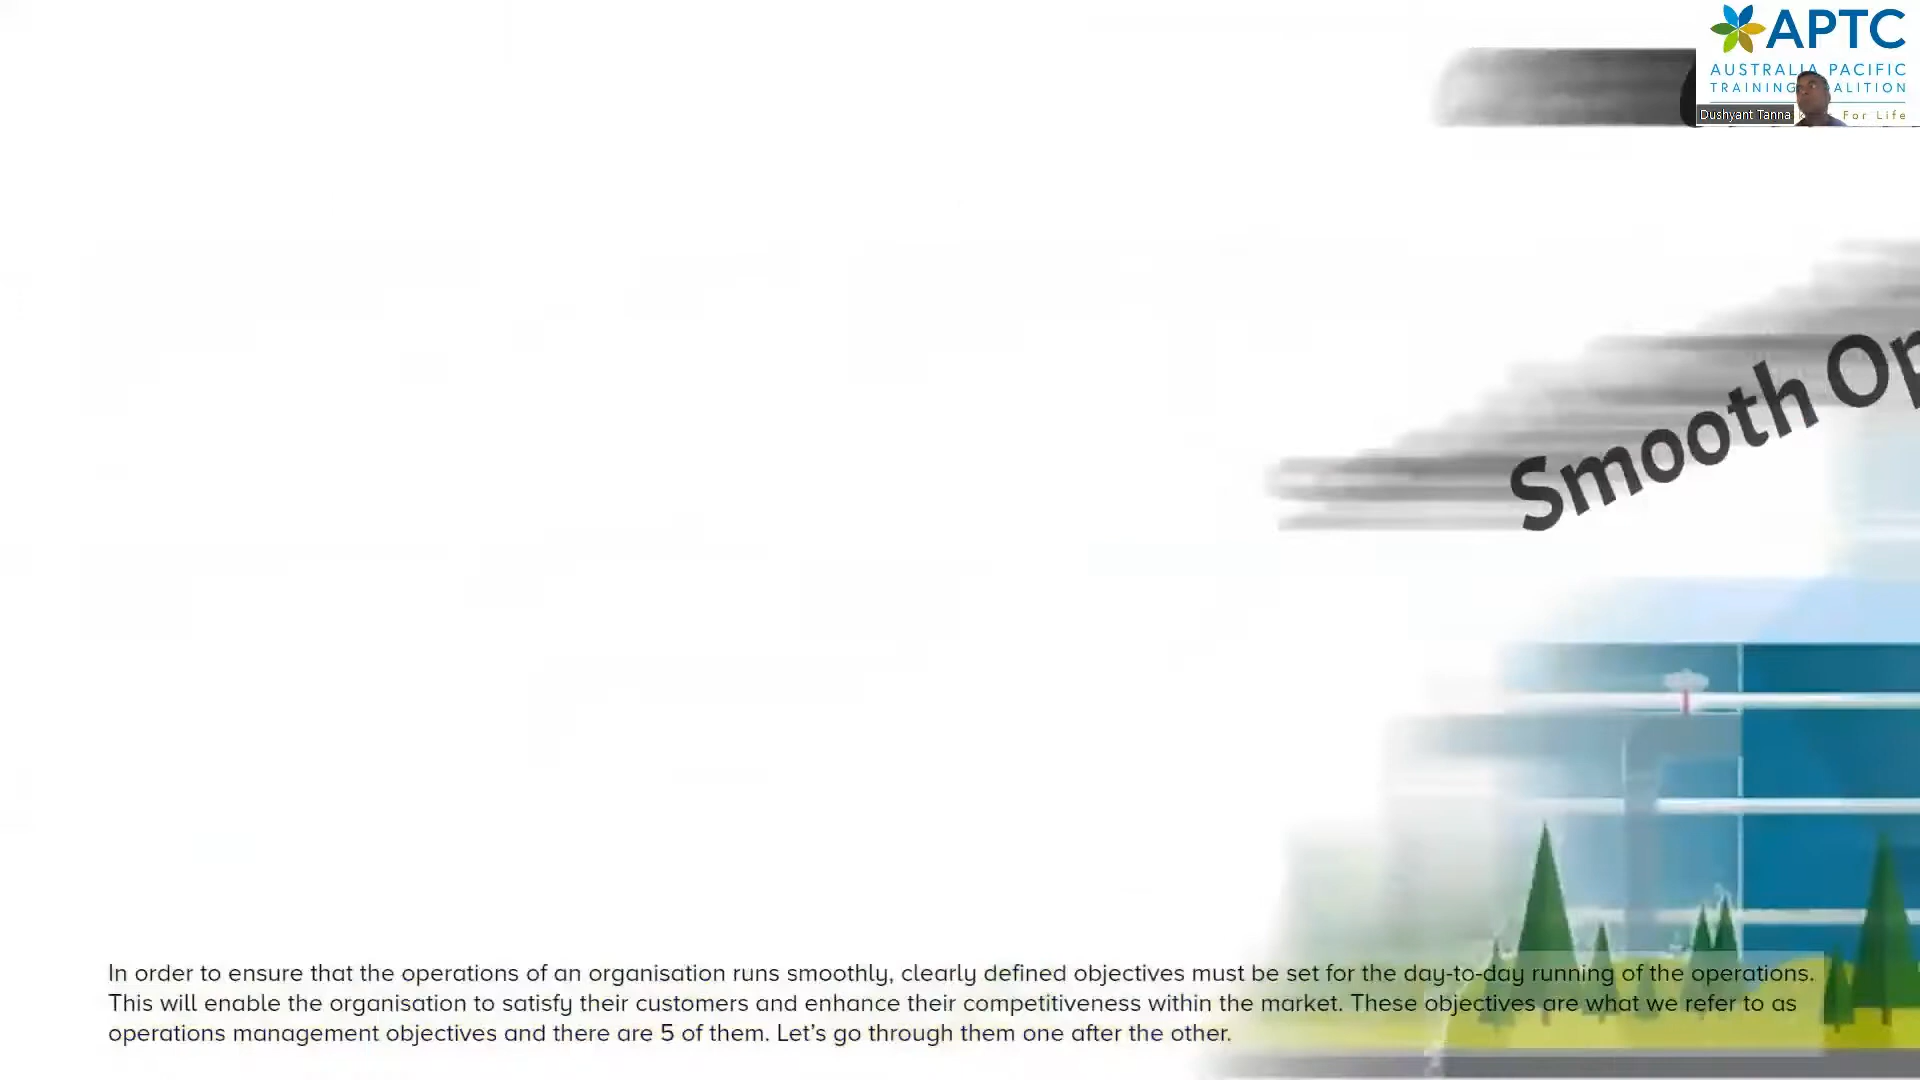 APTC
AUSTRALIA PACIFIC
TRAINING ALITION
Dushyant Tanna
For Life
Smooth Op
In order to ensure that the operations of an organisation runs smoothly, clearly defined objectives must be set for the day-to-day running of the operations.
This will enable the organisation to satisfy their customers and enhance their competitiveness within the market. These objectives are what we refer to as
operations management objectives and there are 5 of them. Let's go through them one after the other.